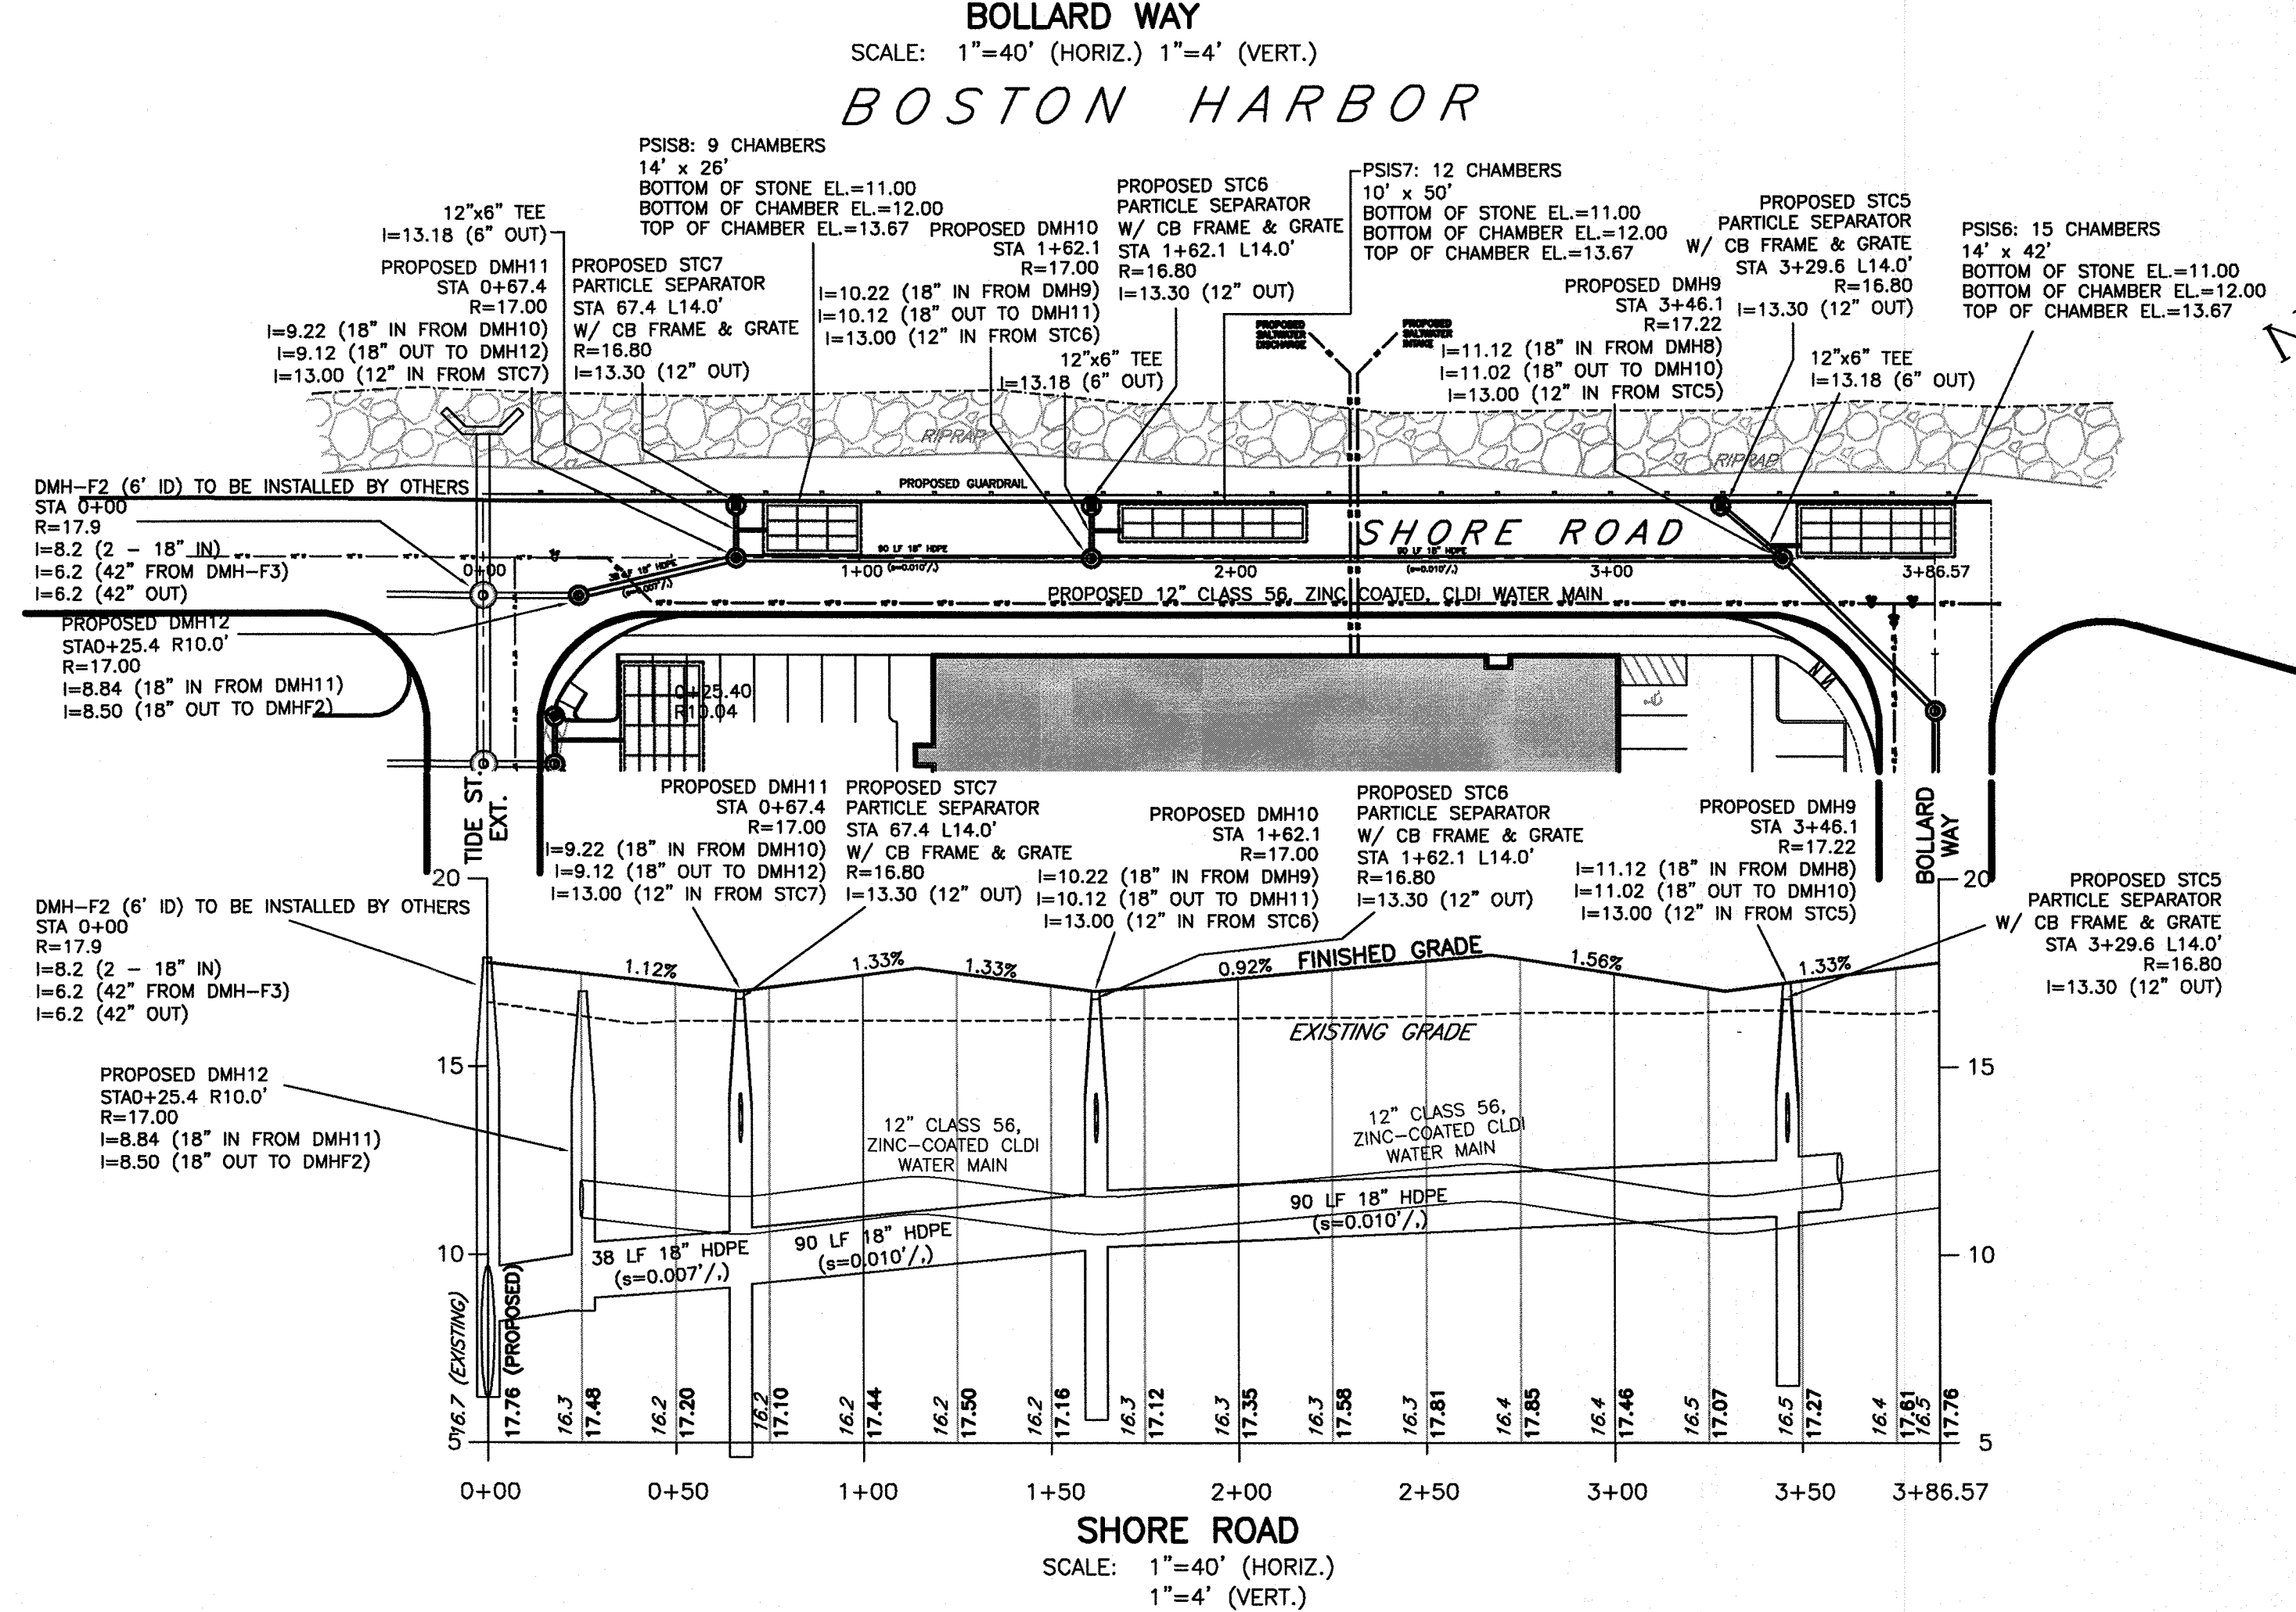 BOLLARD WAY
SCALE: 1"=40' (HORIZ.) 1"=4' (VERT.)
BOSTON HARBOR
PSIS8: 9 CHAMBERS
14' x 26'
BOTTOM OF STONE EL.=11.00
BOTTOM OF CHAMBER EL.=12.00
TOP OF CHAMBER EL.=13.67
12"x6" TEE
I=13.18 (6" OUT)
PROPOSED DMH11
STA 0+67.4
R=17.00
I=9.22 (18" IN FROM DMH10)
I=9.12 (18" OUT TO DMH12)
I=13.00 (12" IN FROM STC7)
PROPOSED STC7
PARTICLE SEPARATOR
STA 67.4 L14.0'
W/ CB FRAME & GRATE
R=16.80
I=13.30 (12" OUT)
PROPOSED DMH10
STA 1+62.1
R=17.00
I=10.22 (18" IN FROM DMH9)
I=10.12 (18" OUT TO DMH11)
I=13.00 (12" IN FROM STC6)
PROPOSED STC6
PARTICLE SEPARATOR
W/ CB FRAME & GRATE
STA 1+62.1 L14.0'
R=16.80
I=13.30 (12" OUT)
12"x6" TEE
I=13.18 (6" OUT)
PSIS7: 12 CHAMBERS
10' x 50'
BOTTOM OF STONE EL.=11.00
BOTTOM OF CHAMBER EL.=12.00
TOP OF CHAMBER EL.=13.67
PROPOSED
SALTWATER
DISCHARGE
PROPOSED
SALTWATER
INTAKE
PROPOSED DMH9
STA 3+46.1
R=17.22
I=11.12 (18" IN FROM DMH8)
I=11.02 (18" OUT TO DMH10)
I=13.00 (12" IN FROM STC5)
PROPOSED STC5
PARTICLE SEPARATOR
W/ CB FRAME & GRATE
STA 3+29.6 L14.0'
R=16.80
I=13.30 (12" OUT)
12"x6" TEE
I=13.18 (6" OUT)
PSIS6: 15 CHAMBERS
14' x 42'
BOTTOM OF STONE EL.=11.00
BOTTOM OF CHAMBER EL.=12.00
TOP OF CHAMBER EL.=13.67
RIPRAP
RIPRAP
DMH-F2 (6' ID) TO BE INSTALLED BY OTHERS
STA 0+00
R=17.9
I=8.2 (2 - 18" IN)
I=6.2 (42" FROM DMH-F3)
I=6.2 (42" OUT)
PROPOSED GUARDRAIL
SHORE ROAD
90 LF 18" HDPE
(s=0.010'/,)
90 LF 18" HDPE
(s=0.010'/,)
38 LF 18" HDPE
(s=0.007'/,)
0+00
1+00
2+00
3+00
3+86.57
PROPOSED 12" CLASS 56, ZINC COATED, CLDI WATER MAIN
PROPOSED DMH12
STA0+25.4 R10.0'
R=17.00
I=8.84 (18" IN FROM DMH11)
I=8.50 (18" OUT TO DMHF2)
0+25.40
R10.04
TIDE ST.
EXT.
BOLLARD
WAY
PROPOSED DMH11
STA 0+67.4
R=17.00
I=9.22 (18" IN FROM DMH10)
I=9.12 (18" OUT TO DMH12)
I=13.00 (12" IN FROM STC7)
PROPOSED STC7
PARTICLE SEPARATOR
STA 67.4 L14.0'
W/ CB FRAME & GRATE
R=16.80
I=13.30 (12" OUT)
PROPOSED DMH10
STA 1+62.1
R=17.00
I=10.22 (18" IN FROM DMH9)
I=10.12 (18" OUT TO DMH11)
I=13.00 (12" IN FROM STC6)
PROPOSED STC6
PARTICLE SEPARATOR
W/ CB FRAME & GRATE
STA 1+62.1 L14.0'
R=16.80
I=13.30 (12" OUT)
PROPOSED DMH9
STA 3+46.1
R=17.22
I=11.12 (18" IN FROM DMH8)
I=11.02 (18" OUT TO DMH10)
I=13.00 (12" IN FROM STC5)
PROPOSED STC5
PARTICLE SEPARATOR
W/ CB FRAME & GRATE
STA 3+29.6 L14.0'
R=16.80
I=13.30 (12" OUT)
20
20
DMH-F2 (6' ID) TO BE INSTALLED BY OTHERS
STA 0+00
R=17.9
I=8.2 (2 - 18" IN)
I=6.2 (42" FROM DMH-F3)
I=6.2 (42" OUT)
1.12%
1.33%
1.33%
0.92%
FINISHED GRADE
1.56%
1.33%
EXISTING GRADE
15
15
PROPOSED DMH12
STA0+25.4 R10.0'
R=17.00
I=8.84 (18" IN FROM DMH11)
I=8.50 (18" OUT TO DMHF2)
12" CLASS 56,
ZINC-COATED CLDI
WATER MAIN
12" CLASS 56,
ZINC-COATED CLDI
WATER MAIN
10
10
38 LF 18" HDPE
(s=0.007'/,)
90 LF 18" HDPE
(s=0.010'/,)
90 LF 18" HDPE
(s=0.010'/,)
16.7 (EXISTING)
17.76 (PROPOSED)
16.3
17.48
16.2
17.20
16.2
17.10
16.2
17.44
16.2
17.50
16.2
17.16
16.3
17.12
16.3
17.35
16.3
17.58
16.3
17.81
16.4
17.85
16.4
17.46
16.5
17.07
16.5
17.27
16.4
17.61
16.5
17.76
5
5
0+00
0+50
1+00
1+50
2+00
2+50
3+00
3+50
3+86.57
SHORE ROAD
SCALE: 1"=40' (HORIZ.)
1"=4' (VERT.)